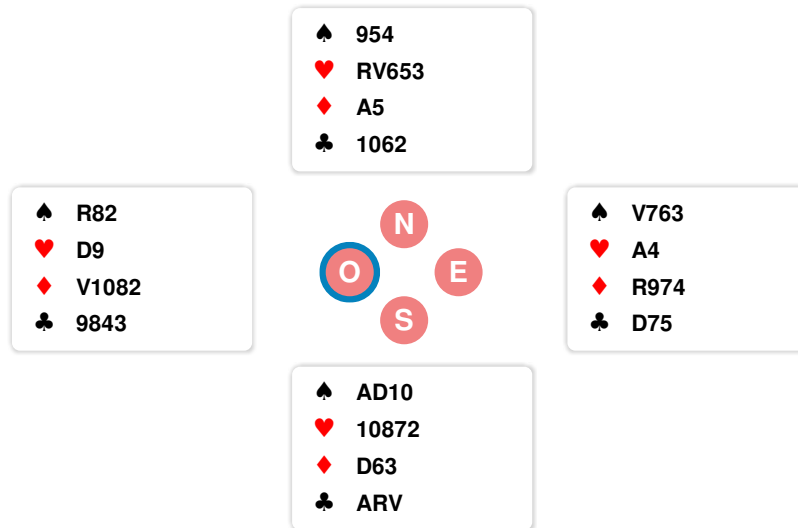 ♠ 954
♥ RV653
♦ A5
♣ 1062
♠ R82
♥ D9
♦ V1082
♣ 9843
N
O E
S
♠ V763
♥ A4
♦ R974
♣ D75
♠ AD10
♥ 10872
♦ D63
♣ ARV